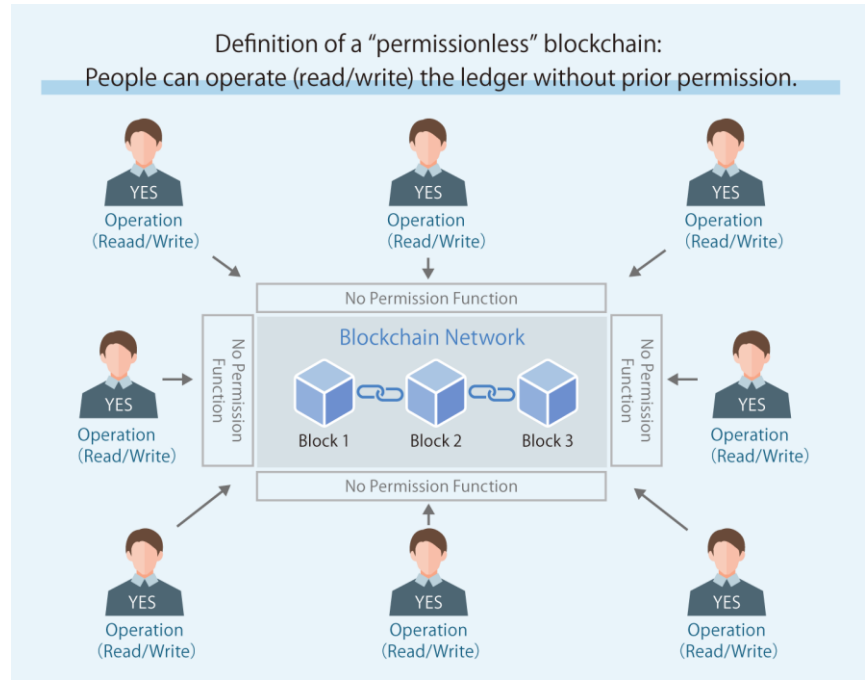 Definition of a “permissionless” blockchain:
People can operate (read/write) the ledger without prior permission.
YES
Operation
(Reaad/Write)
YES
Operation
(Read/Write)
YES
Operation
(Read/Write)
No Permission Function
YES
Operation
(Read/Write)
No Permission
Function
Blockchain Network
Block 1
Block 2
Block 3
No Permission
Function
YES
Operation
(Read/Write)
No Permission Function
YES
Operation
(Read/Write)
YES
Operation
(Read/Write)
YES
Operation
(Read/Write)